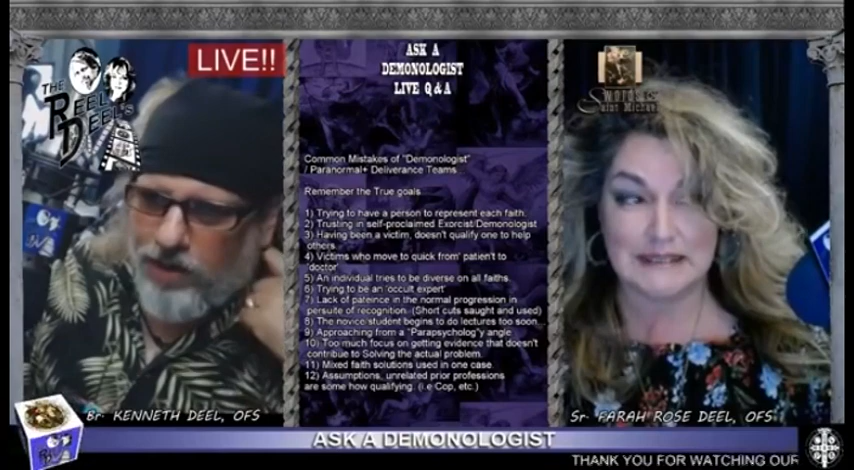 THE
REEL
DEELS
LIVE!!
ASK A
DEMONOLOGIST
LIVE Q&A
Common Mistakes of "Demonologist"
/ Paranormal+ Deliverance Teams
Remember the True goals
1) Trying to have a person to represent each faith.
2) Trusting in self-proclaimed Exorcist/Demonologist
3) Having been a victim, doesn't qualify one to help
others.
4) Victims who move to quick from' patien't to
'doctor'
5) An individual tries to be diverse on all faiths.
6) Trying to be an 'occult expert'
7) Lack of pateince in the normal progression in
persuite of recognition. (Short cuts saught and used)
8) The novice student begins to do lectures too soon...
9) Approaching from a "Parapsycholog"y angle
10) Too much focus on getting evidence that doesn't
contribue to Solving the actual problem.
11) Mixed faith solutions used in one case.
12) Assumptions, unrelated prior professions
are some how qualifying. (i.e Cop, etc.)
Saint Michael
Br. KENNETH DEEL, OFS
Sr. FARAH ROSE DEEL, OFS
ASK A DEMONOLOGIST
THANK YOU FOR WATCHING OUR